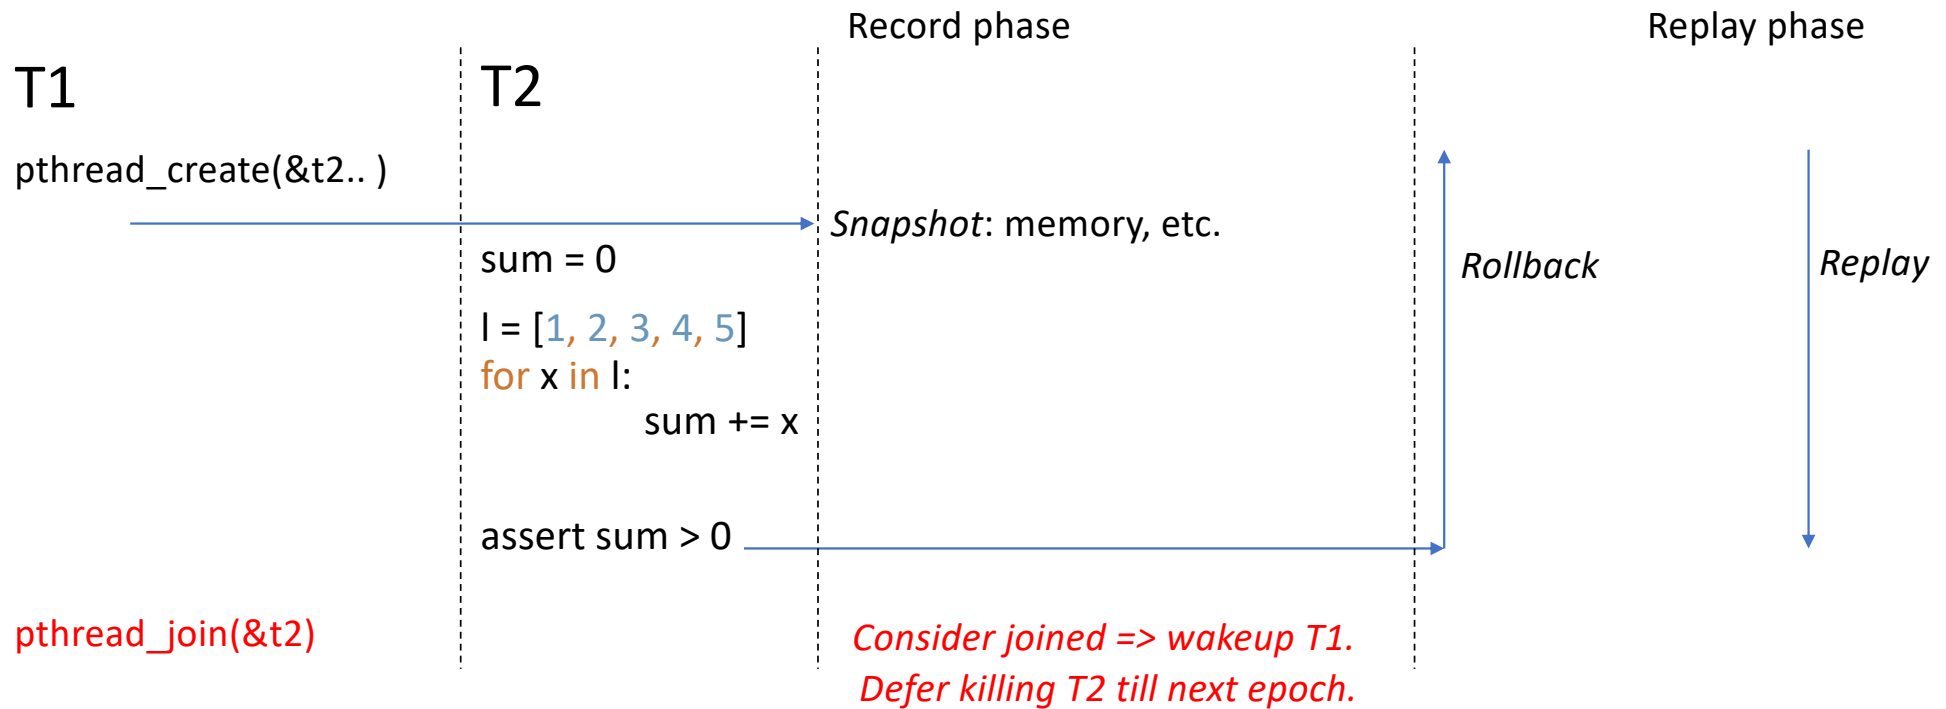 Record phase
Replay phase
T1
T2
pthread_create(&t2.. )
Snapshot: memory, etc.
sum = 0
Rollback
Replay
l = [1, 2, 3, 4, 5]
for x in l:
sum += x
assert sum > 0
pthread_join(&t2)
Consider joined => wakeup T1.
Defer killing T2 till next epoch.